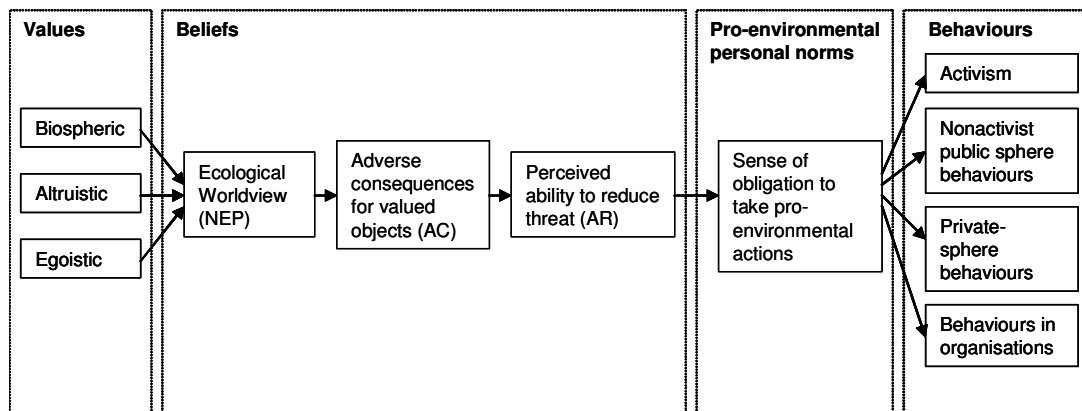 Values
Beliefs
Pro-environmental
personal norms
Behaviours
Biospheric
Altruistic
Egoistic
Ecological
Worldview
(NEP)
Adverse
consequences
for valued
objects (AC)
Perceived
ability to reduce
threat (AR)
Sense of
obligation to
take pro-
environmental
actions
Activism
Nonactivist
public sphere
behaviours
Private-
sphere
behaviours
Behaviours in
organisations